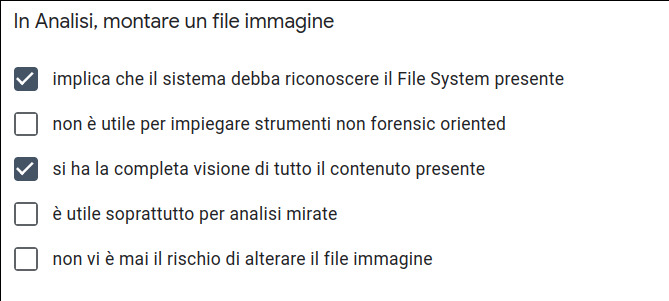 In Analisi, montare un file immagine
implica che il sistema debba riconoscere il File System presente
non è utile per impiegare strumenti non forensic oriented
si ha la completa visione di tutto il contenuto presente
è utile soprattutto per analisi mirate
non vi è mai il rischio di alterare il file immagine